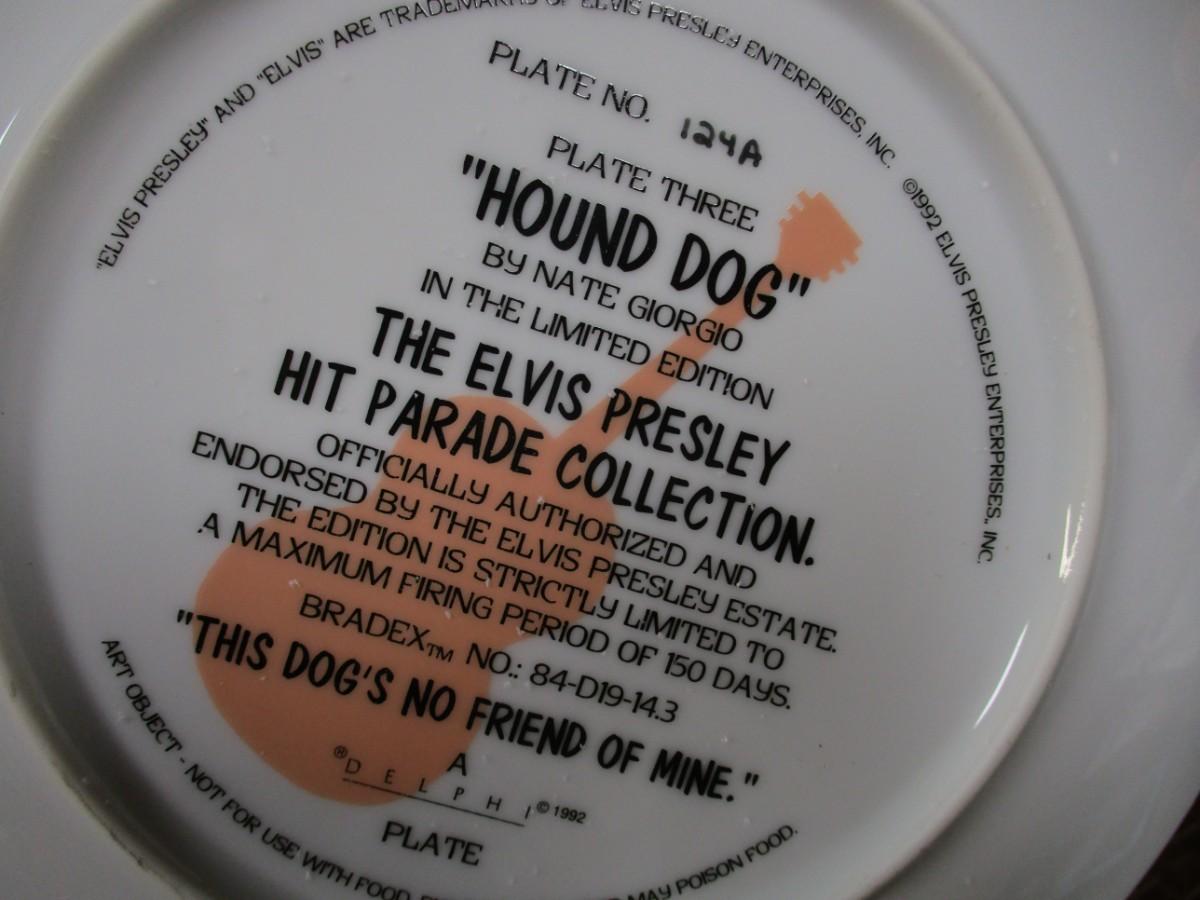 "ELVIS PRESLEY" AND "ELVIS" ARE TRADEMARKS OF ELVIS PRESLEY ENTERPRISES, INC.
©1992 ELVIS PRESLEY ENTERPRISES, INC.
PLATE NO. 124A
PLATE THREE
"HOUND DOG"
BY NATE GIORGIO
IN THE LIMITED EDITION
THE ELVIS PRESLEY
HIT PARADE COLLECTION.
OFFICIALLY AUTHORIZED AND
ENDORSED BY THE ELVIS PRESLEY ESTATE.
THE EDITION IS STRICTLY LIMITED TO
A MAXIMUM FIRING PERIOD OF 150 DAYS.
BRADEX™ NO.: 84-D19-14.3
"THIS DOG'S NO FRIEND OF MINE."
A
®DELPHI ©1992
PLATE
ART OBJECT - NOT FOR USE WITH FOOD MAY POISON FOOD.